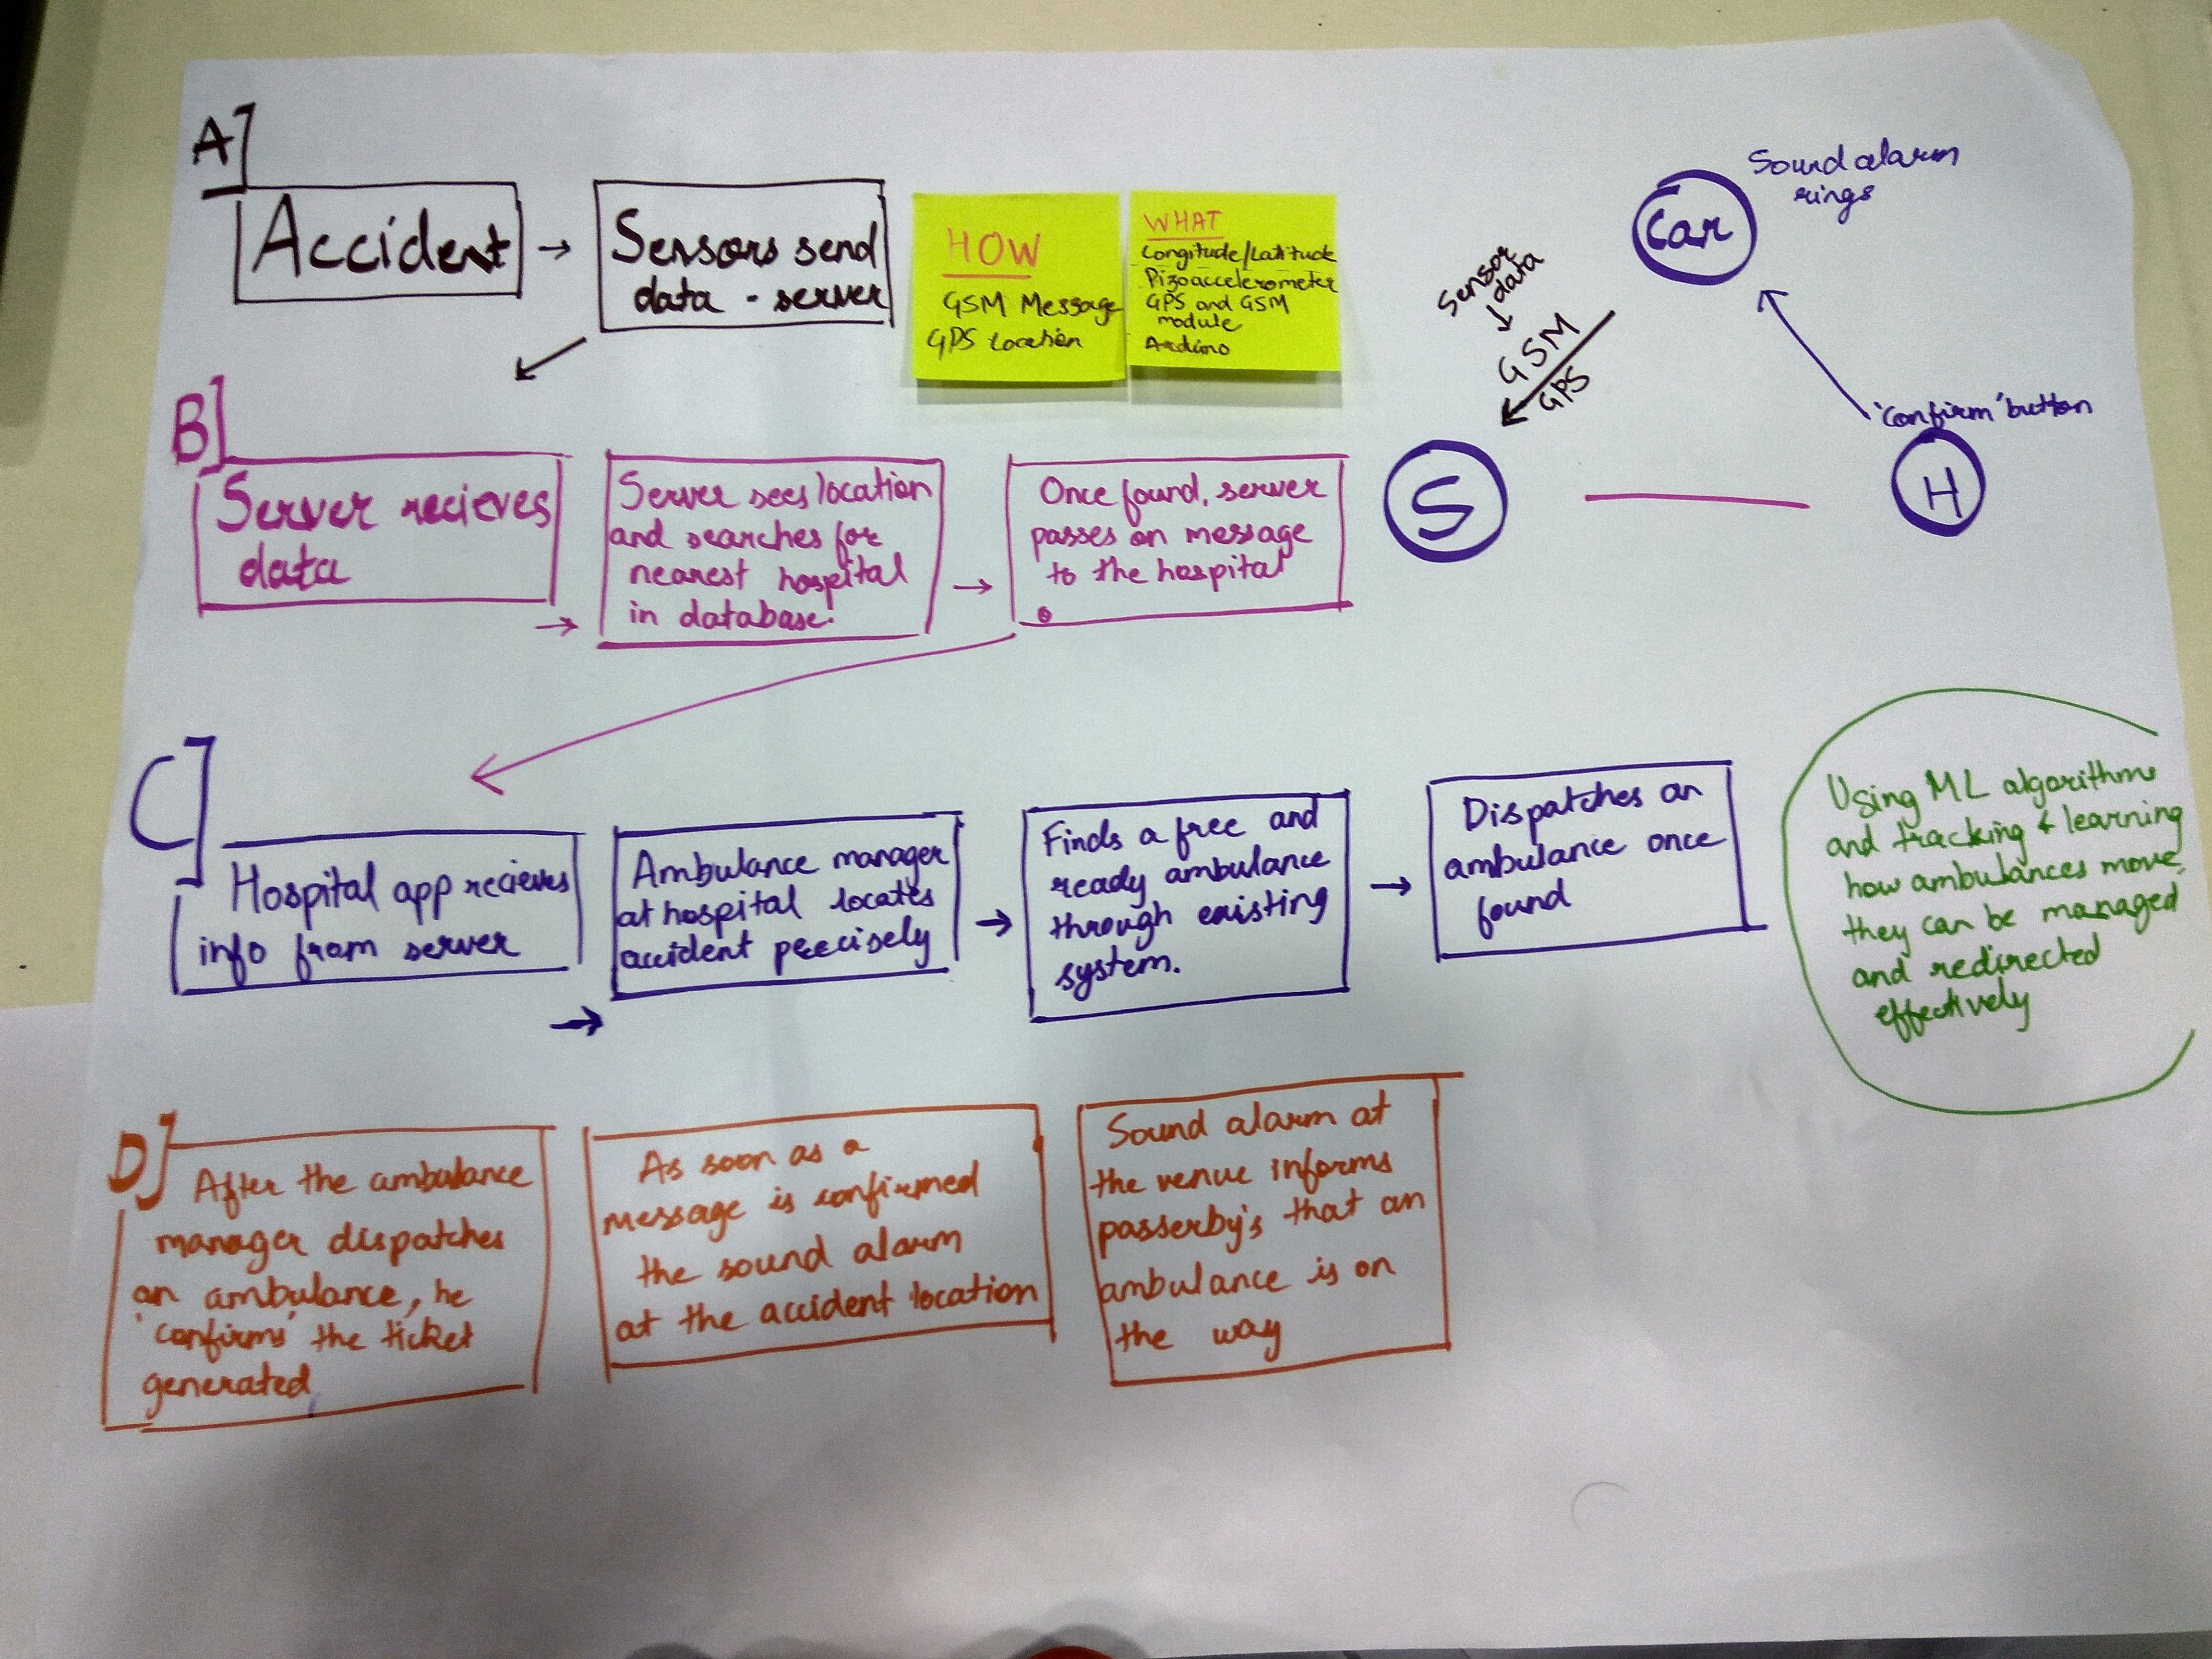 A]
Accident
Sensors send
data - server
HOW
GSM Message
GPS Location
WHAT
Longitude/Latitude
Pizoaccelerometer
GPS and GSM
module
Arduino
Car
Sound alarm
rings
Sensor
data
GSM
GPS
'Confirm' button
S
H
B]
Server recieves
data
Server sees location
and searches for
nearest hospital
in database.
Once found, server
passes on message
to the hospital
C]
Hospital app recieves
info from server
Ambulance manager
at hospital locates
accident precisely
Finds a free and
ready ambulance
through existing
system.
Dispatches an
ambulance once
found
Using ML algorithms
and tracking & learning
how ambulances move,
they can be managed
and redirected
effectively
D]
After the ambulance
manager dispatches
an ambulance, he
'confirms' the ticket
generated
As soon as a
message is confirmed
the sound alarm
at the accident location
Sound alarm at
the venue informs
passerby's that an
ambulance is on
the way